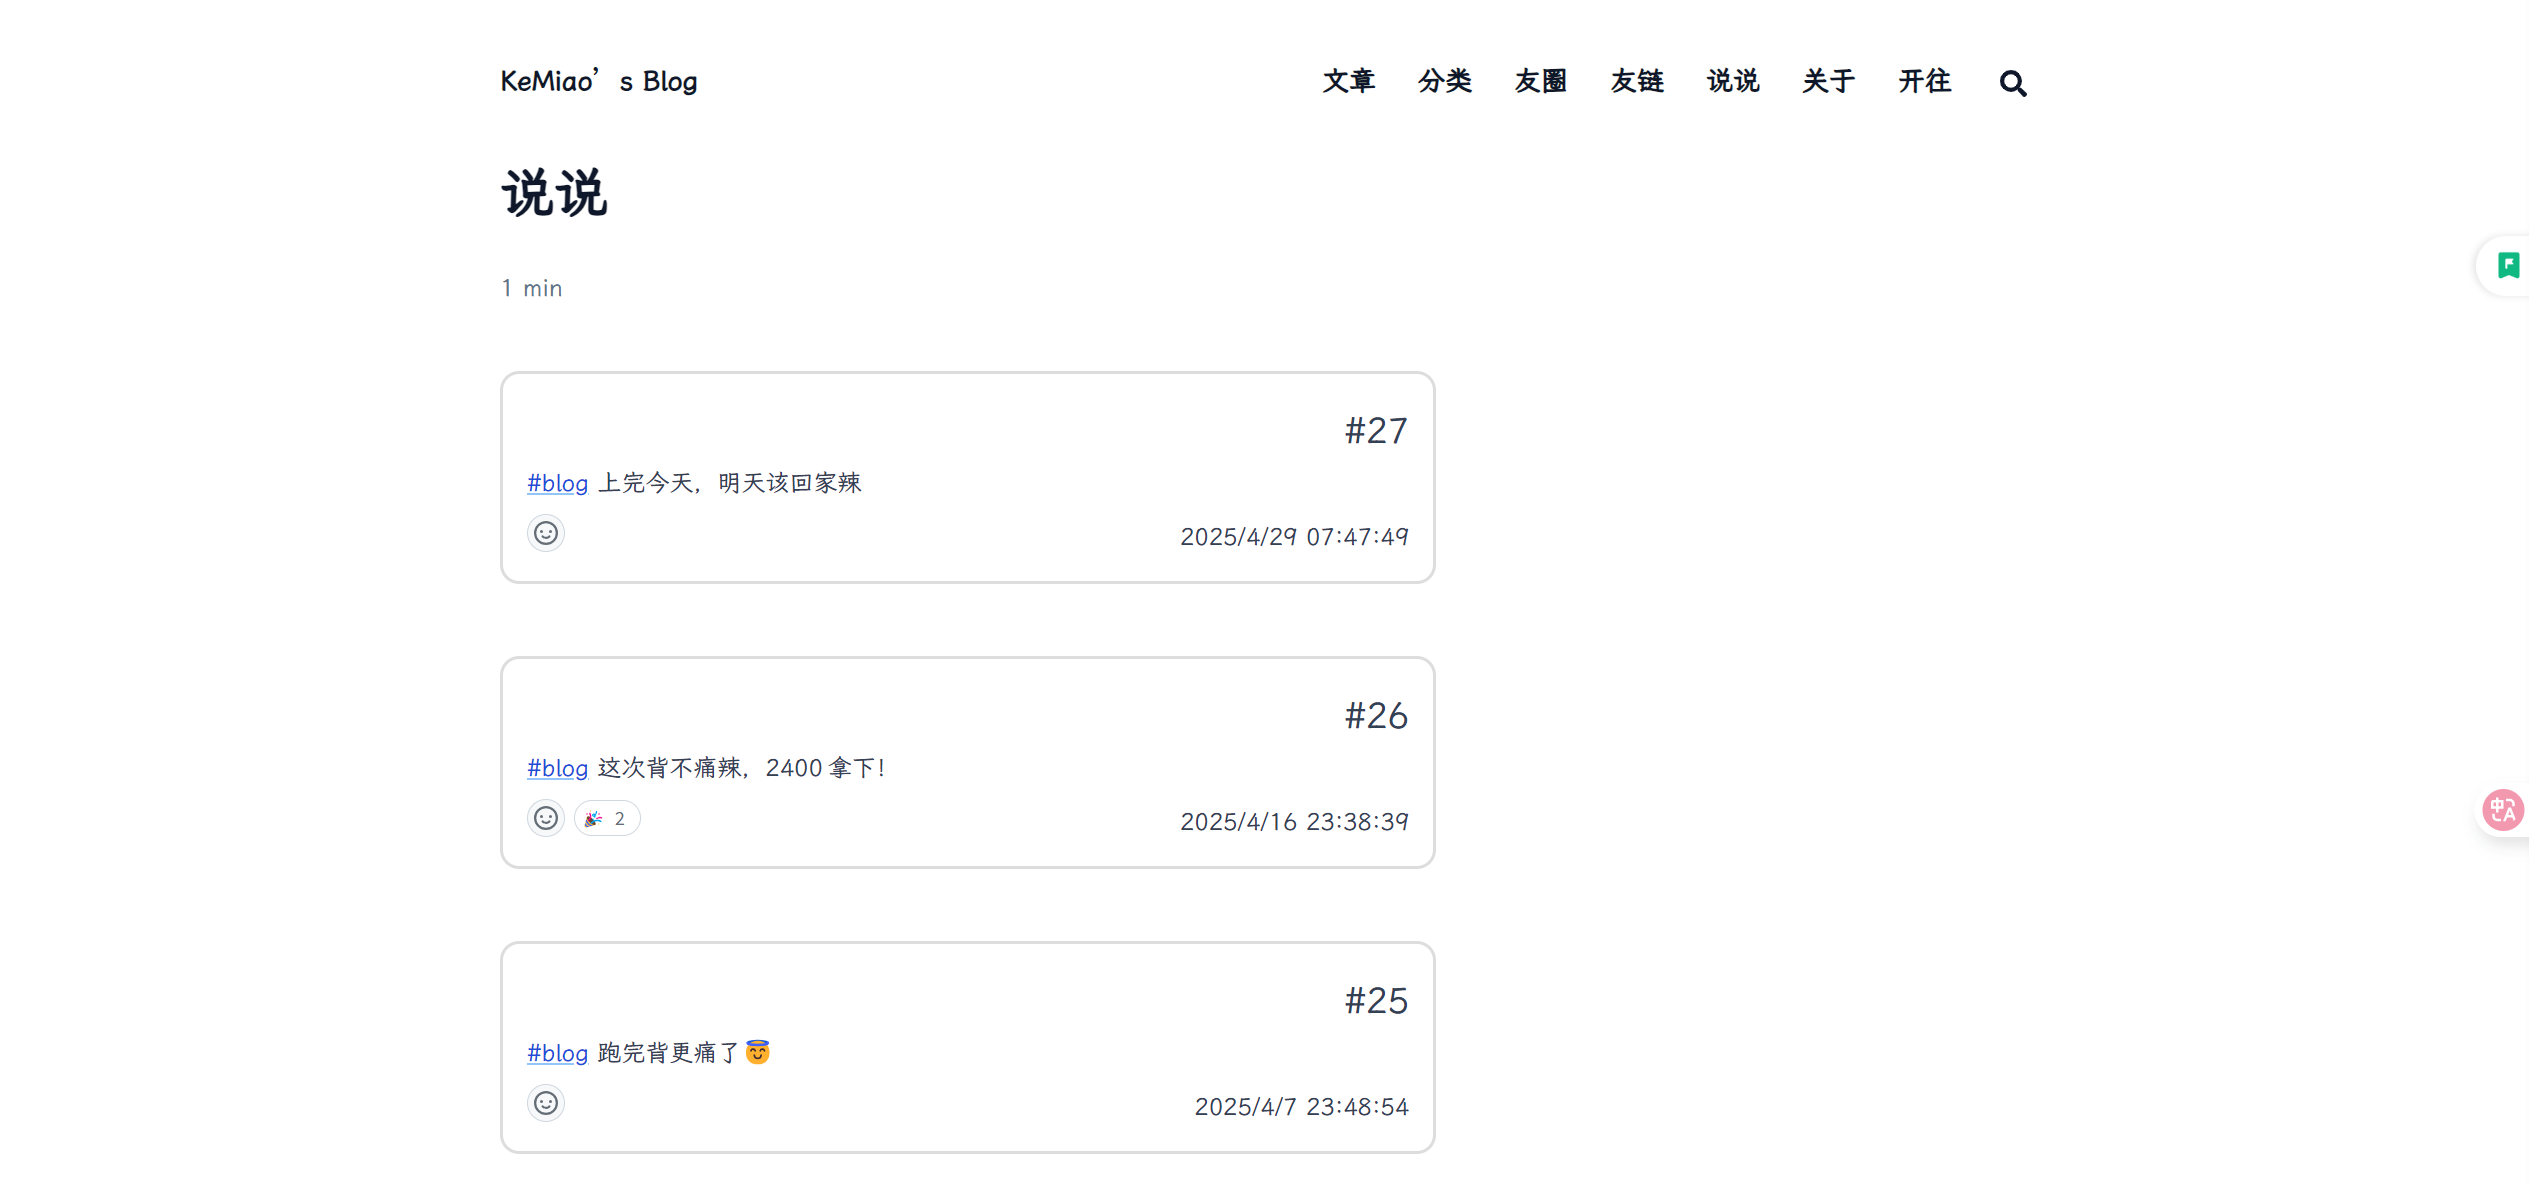 KeMiao’s Blog 文章 分类 友圈 友链 说说 关于 开往
说说
1 min
#27
#blog 上完今天，明天该回家辣
2025/4/29 07:47:49
#26
#blog 这次背不痛辣，2400 拿下！
🎉 2 2025/4/16 23:38:39
#25
#blog 跑完背更痛了😇
2025/4/7 23:48:54